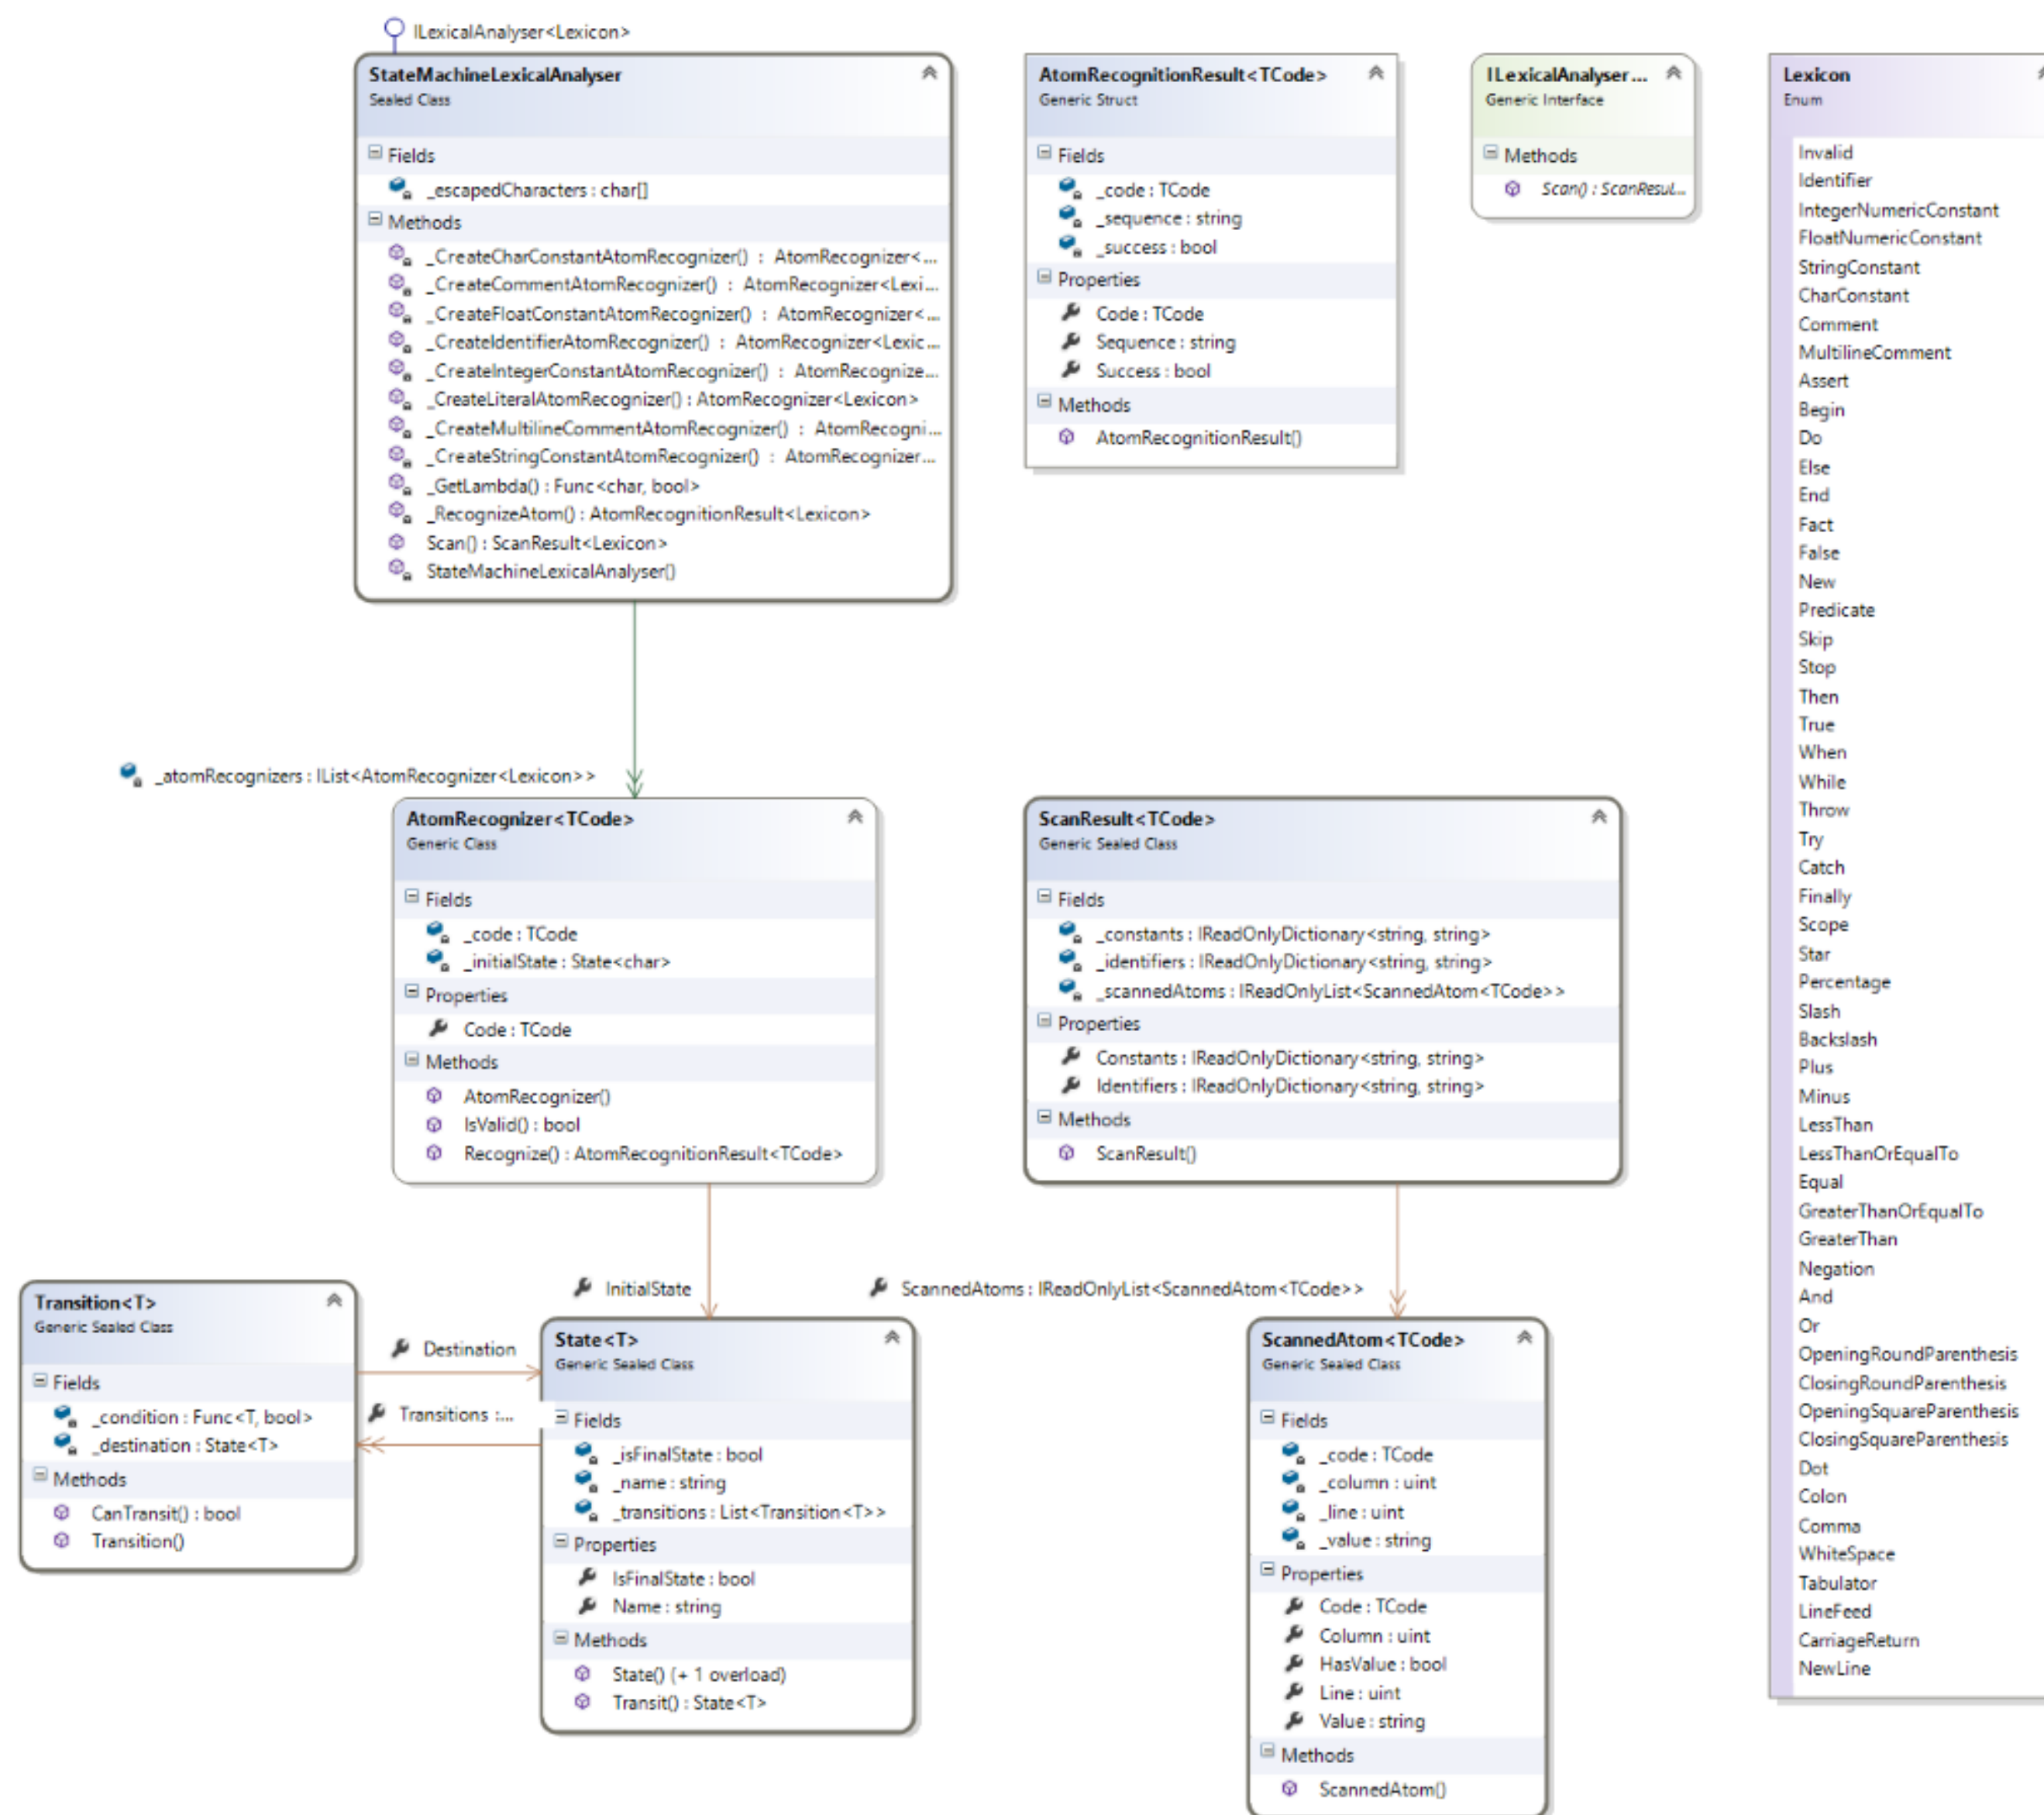 ILexicalAnalyser<Lexicon>
StateMachineLexicalAnalyser
Sealed Class
Fields
_escapedCharacters : char[]
Methods
_CreateCharConstantAtomRecognizer() : AtomRecognizer<...
_CreateCommentAtomRecognizer() : AtomRecognizer<Lexi...
_CreateFloatConstantAtomRecognizer() : AtomRecognizer<...
_CreateIdentifierAtomRecognizer() : AtomRecognizer<Lexic...
_CreateIntegerConstantAtomRecognizer() : AtomRecognize...
_CreateLiteralAtomRecognizer() : AtomRecognizer<Lexicon>
_CreateMultilineCommentAtomRecognizer() : AtomRecogni...
_CreateStringConstantAtomRecognizer() : AtomRecognizer...
_GetLambda() : Func<char, bool>
_RecognizeAtom() : AtomRecognitionResult<Lexicon>
Scan() : ScanResult<Lexicon>
StateMachineLexicalAnalyser()
AtomRecognitionResult<TCode>
Generic Struct
Fields
_code : TCode
_sequence : string
_success : bool
Properties
Code : TCode
Sequence : string
Success : bool
Methods
AtomRecognitionResult()
ILexicalAnalyser...
Generic Interface
Methods
Scan() : ScanResul...
Lexicon
Enum
Invalid
Identifier
IntegerNumericConstant
FloatNumericConstant
StringConstant
CharConstant
Comment
MultilineComment
Assert
Begin
Do
Else
End
Fact
False
New
Predicate
Skip
Stop
Then
True
When
While
Throw
Try
Catch
Finally
Scope
Star
Percentage
Slash
Backslash
Plus
Minus
LessThan
LessThanOrEqualTo
Equal
GreaterThanOrEqualTo
GreaterThan
Negation
And
Or
OpeningRoundParenthesis
ClosingRoundParenthesis
OpeningSquareParenthesis
ClosingSquareParenthesis
Dot
Colon
Comma
WhiteSpace
Tabulator
LineFeed
CarriageReturn
NewLine
_atomRecognizers : IList<AtomRecognizer<Lexicon>>
AtomRecognizer<TCode>
Generic Class
Fields
_code : TCode
_initialState : State<char>
Properties
Code : TCode
Methods
AtomRecognizer()
IsValid() : bool
Recognize() : AtomRecognitionResult<TCode>
ScanResult<TCode>
Generic Sealed Class
Fields
_constants : IReadOnlyDictionary<string, string>
_identifiers : IReadOnlyDictionary<string, string>
_scannedAtoms : IReadOnlyList<ScannedAtom<TCode>>
Properties
Constants : IReadOnlyDictionary<string, string>
Identifiers : IReadOnlyDictionary<string, string>
Methods
ScanResult()
InitialState
ScannedAtoms : IReadOnlyList<ScannedAtom<TCode>>
Transition<T>
Generic Sealed Class
Fields
_condition : Func<T, bool>
_destination : State<T>
Methods
CanTransit() : bool
Transition()
Destination
Transitions :...
State<T>
Generic Sealed Class
Fields
_isFinalState : bool
_name : string
_transitions : List<Transition<T>>
Properties
IsFinalState : bool
Name : string
Methods
State() (+ 1 overload)
Transit() : State<T>
ScannedAtom<TCode>
Generic Sealed Class
Fields
_code : TCode
_column : uint
_line : uint
_value : string
Properties
Code : TCode
Column : uint
HasValue : bool
Line : uint
Value : string
Methods
ScannedAtom()